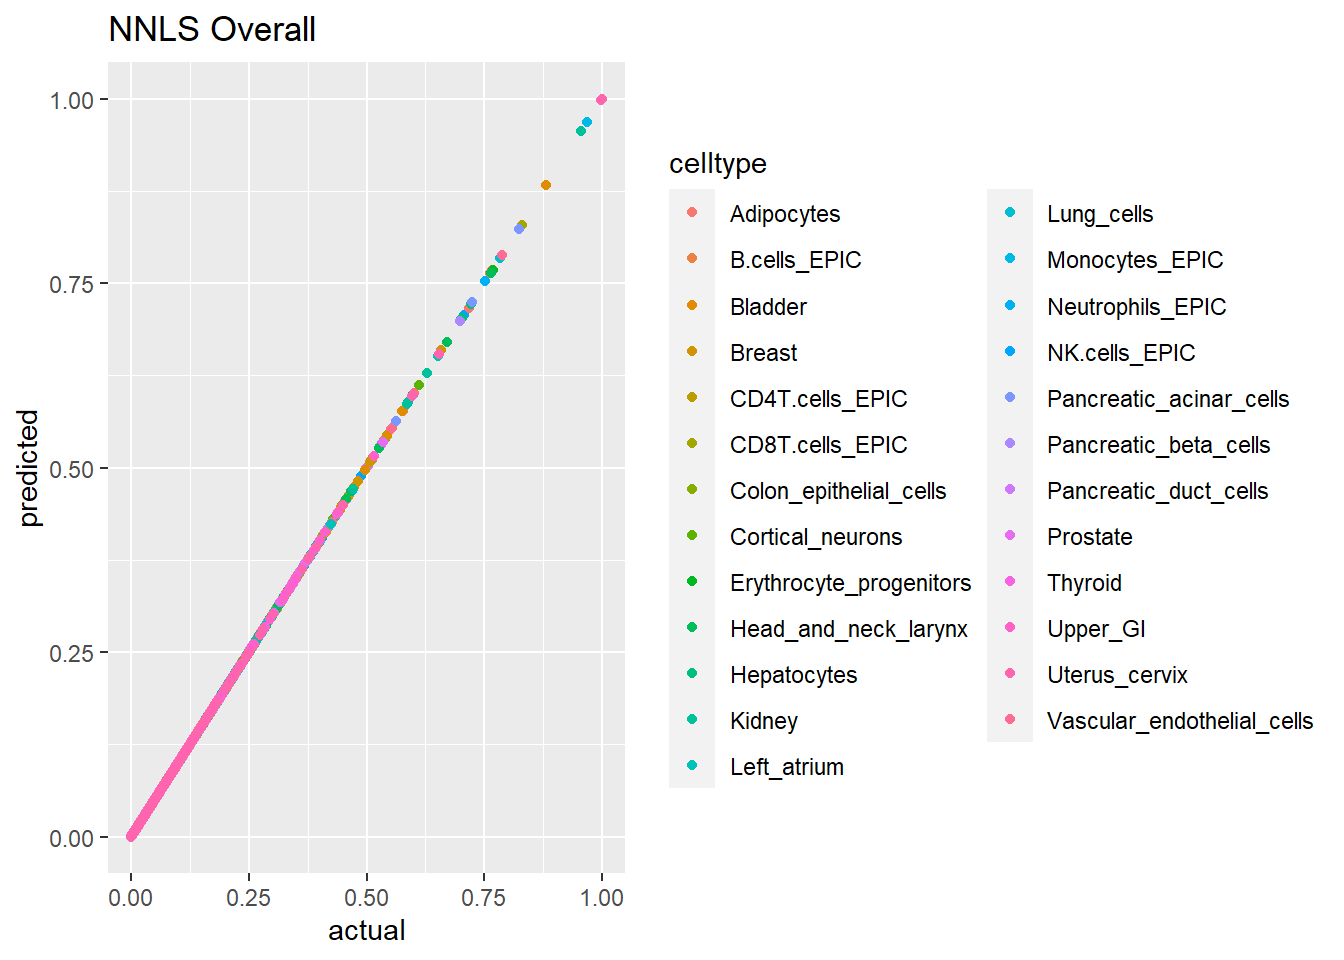 NNLS Overall
1.00
0.75
0.50
0.25
0.00
predicted
0.00 0.25 0.50 0.75 1.00
actual
celltype
Adipocytes
B.cells_EPIC
Bladder
Breast
CD4T.cells_EPIC
CD8T.cells_EPIC
Colon_epithelial_cells
Cortical_neurons
Erythrocyte_progenitors
Head_and_neck_larynx
Hepatocytes
Kidney
Left_atrium
Lung_cells
Monocytes_EPIC
Neutrophils_EPIC
NK.cells_EPIC
Pancreatic_acinar_cells
Pancreatic_beta_cells
Pancreatic_duct_cells
Prostate
Thyroid
Upper_GI
Uterus_cervix
Vascular_endothelial_cells